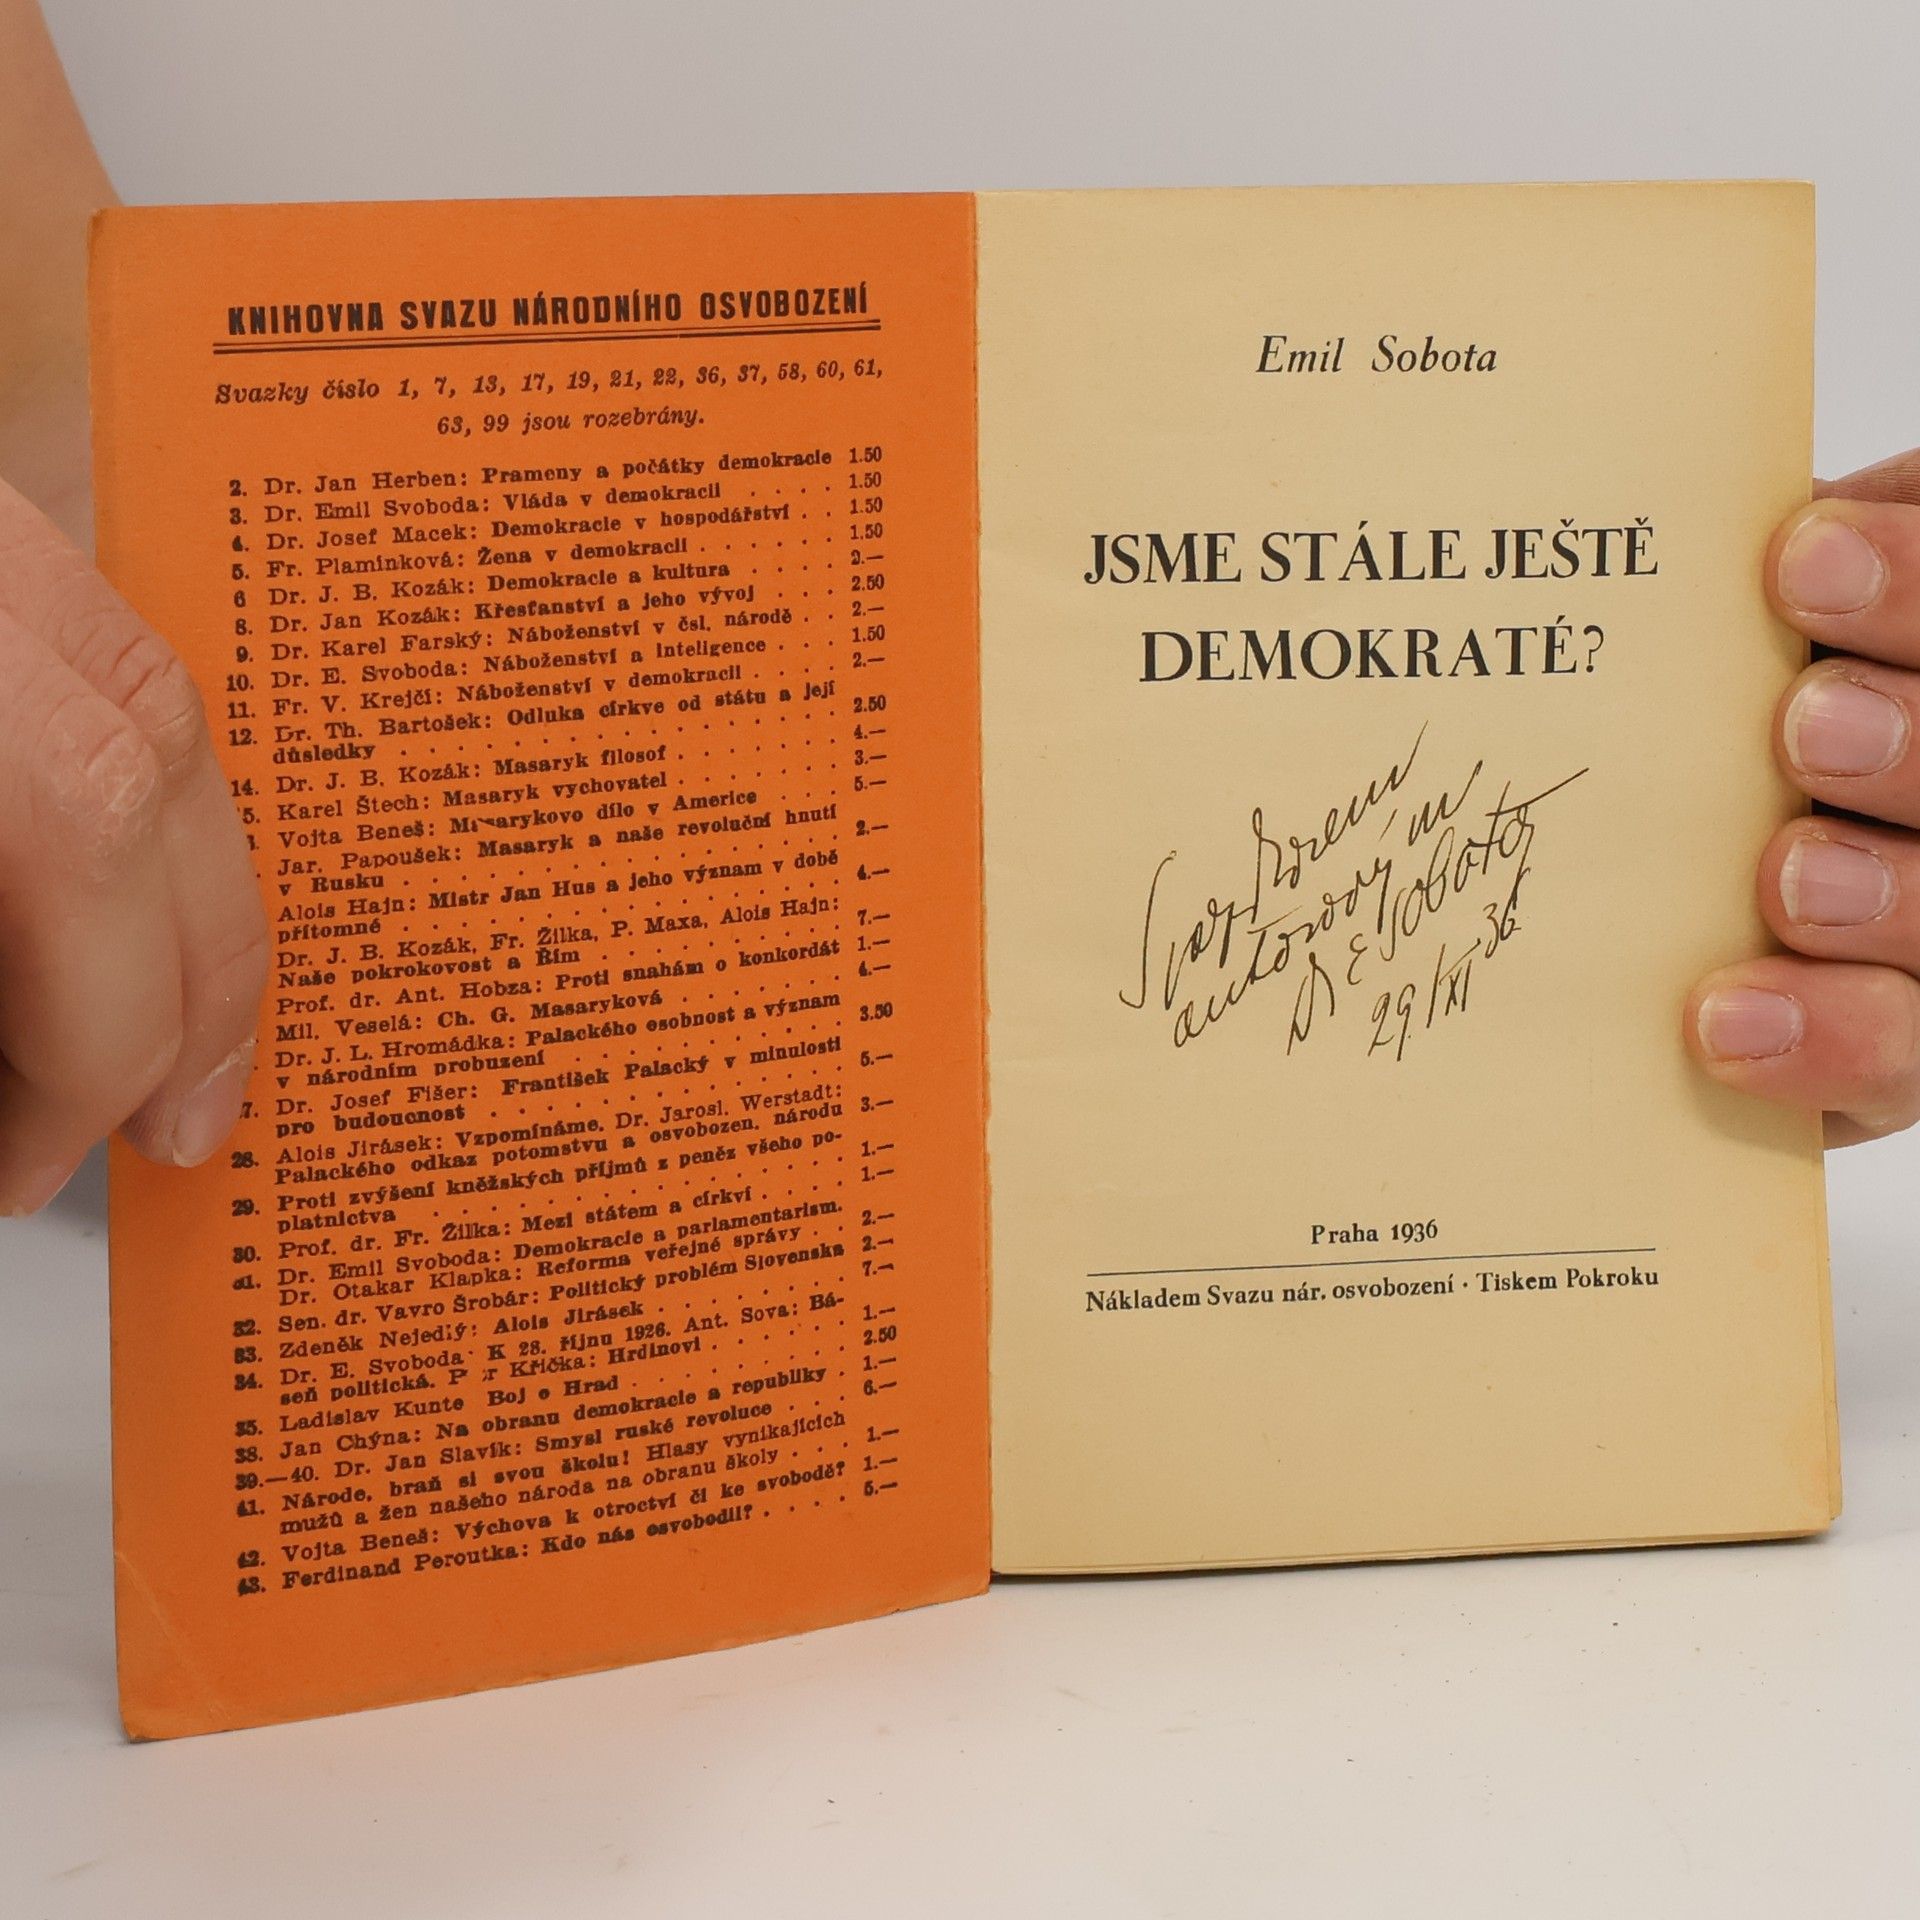 KNIHOVNA SVAZU NÁRODNÍHO OSVOBOZENÍ
Svazky číslo 1, 7, 13, 17, 19, 21, 22, 36, 37, 58, 60, 61,
63, 99 jsou rozebrány.
2. Dr. Jan Herben: Prameny a počátky demokracie 1.50
3. Dr. Emil Svoboda: Vláda v demokracii . . . . 1.50
4. Dr. Josef Macek: Demokracie v hospodářství . . 1.50
5. Fr. Plamínková: Žena v demokracii . . . . . . 1.50
6 Dr. J. B. Kozák: Demokracie a kultura . . . . 2.—
8. Dr. Jan Kozák: Křesťanství a jeho vývoj . . . 2.50
9. Dr. Karel Farský: Náboženství v čsl. národě . . 2.—
10. Dr. E. Svoboda: Náboženství a inteligence . . . 1.50
11. Fr. V. Krejčí: Náboženství v demokracii . . . . 2.—
12. Dr. Th. Bartošek: Odluka církve od státu a její
důsledky . . . . . . . . . . . . . 2.50
14. Dr. J. B. Kozák: Masaryk filosof . . . . . . 4.—
5. Karel Štech: Masaryk vychovatel . . . . . . 3.—
Vojta Beneš: Masarykovo dílo v Americe . . . 5.—
Jar. Papoušek: Masaryk a naše revoluční hnutí
v Rusku . . . . . . . . . . . . . 2.—
Alois Hajn: Mistr Jan Hus a jeho význam v době
přítomné . . . . . . . . . . . . . 4.—
Dr. J. B. Kozák, Fr. Žilka, P. Maxa, Alois Hajn:
Naše pokrokovost a Řím . . . . . . . . 7.—
Prof. dr. Ant. Hobza: Proti snahám o konkordát 1.—
Mil. Veselá: Ch. G. Masaryková . . . . . . 4.—
Dr. J. L. Hromádka: Palackého osobnost a význam
v národním probuzení . . . . . . . . . 3.50
7. Dr. Josef Fišer: František Palacký v minulosti
pro budoucnost . . . . . . . . . . . 5.—
28. Alois Jirásek: Vzpomínáme. Dr. Jarosl. Werstadt:
Palackého odkaz potomstvu a osvobozen. národu 3.—
29. Proti zvýšení kněžských příjmů z peněz všeho po-
platnictva . . . . . . . . . . . . 1.—
30. Prof. dr. Fr. Žilka: Mezi státem a církví . . . . 1.—
31. Dr. Emil Svoboda: Demokracie a parlamentarism.
Dr. Otakar Klapka: Reforma veřejné správy . . 2.—
32. Sen. dr. Vavro Šrobár: Politický problém Slovenska 2.—
33. Zdeněk Nejedlý: Alois Jirásek . . . . . . . 7.—
34. Dr. E. Svoboda: K 28. říjnu 1926. Ant. Sova: Bá-
seň politická. Petr Křička: Hrdinovi . . . . . 1.—
35. Ladislav Kunte Boj o Hrad . . . . . . . 2.50
38. Jan Chýna: Na obranu demokracie a republiky . 1.—
39.—40. Dr. Jan Slavík: Smysl ruské revoluce . . . 6.—
41. Národe, braň si svou školu! Hlasy vynikajících
mužů a žen našeho národa na obranu školy . . . 1.—
42. Vojta Beneš: Výchova k otroctví či ke svobodě? 1.—
43. Ferdinand Peroutka: Kdo nás osvobodil? . . . . 5.—
Emil Sobota
JSME STÁLE JEŠTĚ
DEMOKRATÉ?
S pozdravem
autorovým
Dr E Sobota
29/XI 36
Praha 1936
Nákladem Svazu nár. osvobození · Tiskem Pokroku